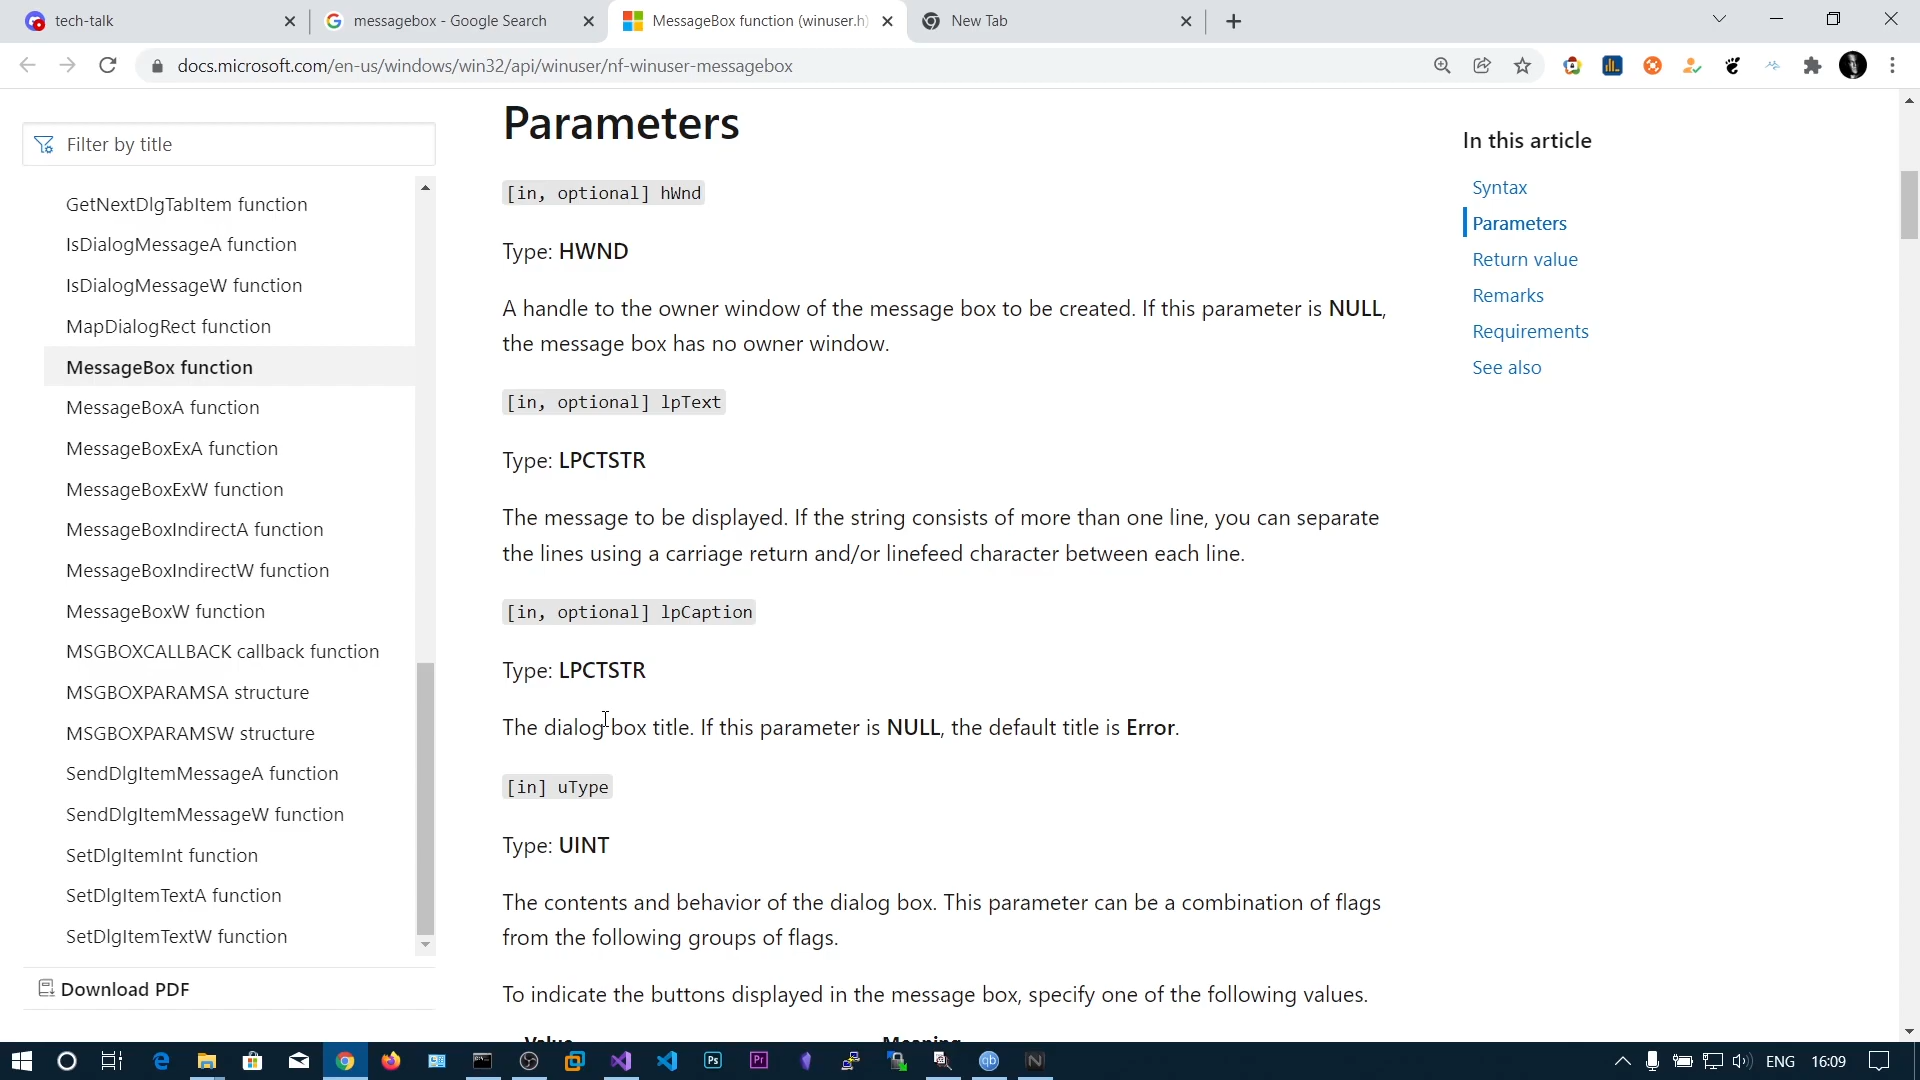 tech-talk
messagebox - Google Search
MessageBox function (winuser.h)
New Tab
docs.microsoft.com/en-us/windows/win32/api/winuser/nf-winuser-messagebox
Filter by title
GetNextDlgTabItem function
IsDialogMessageA function
IsDialogMessageW function
MapDialogRect function
MessageBox function
MessageBoxA function
MessageBoxExA function
MessageBoxExW function
MessageBoxIndirectA function
MessageBoxIndirectW function
MessageBoxW function
MSGBOXCALLBACK callback function
MSGBOXPARAMSA structure
MSGBOXPARAMSW structure
SendDlgItemMessageA function
SendDlgItemMessageW function
SetDlgItemInt function
SetDlgItemTextA function
SetDlgItemTextW function
Download PDF
Parameters
[in, optional] hWnd
Type: HWND
A handle to the owner window of the message box to be created. If this parameter is NULL,
the message box has no owner window.
[in, optional] lpText
Type: LPCTSTR
The message to be displayed. If the string consists of more than one line, you can separate
the lines using a carriage return and/or linefeed character between each line.
[in, optional] lpCaption
Type: LPCTSTR
The dialog box title. If this parameter is NULL, the default title is Error.
[in] uType
Type: UINT
The contents and behavior of the dialog box. This parameter can be a combination of flags
from the following groups of flags.
To indicate the buttons displayed in the message box, specify one of the following values.
Value Meaning
In this article
Syntax
Parameters
Return value
Remarks
Requirements
See also
Ps
Pr
qb
N
ENG
16:09